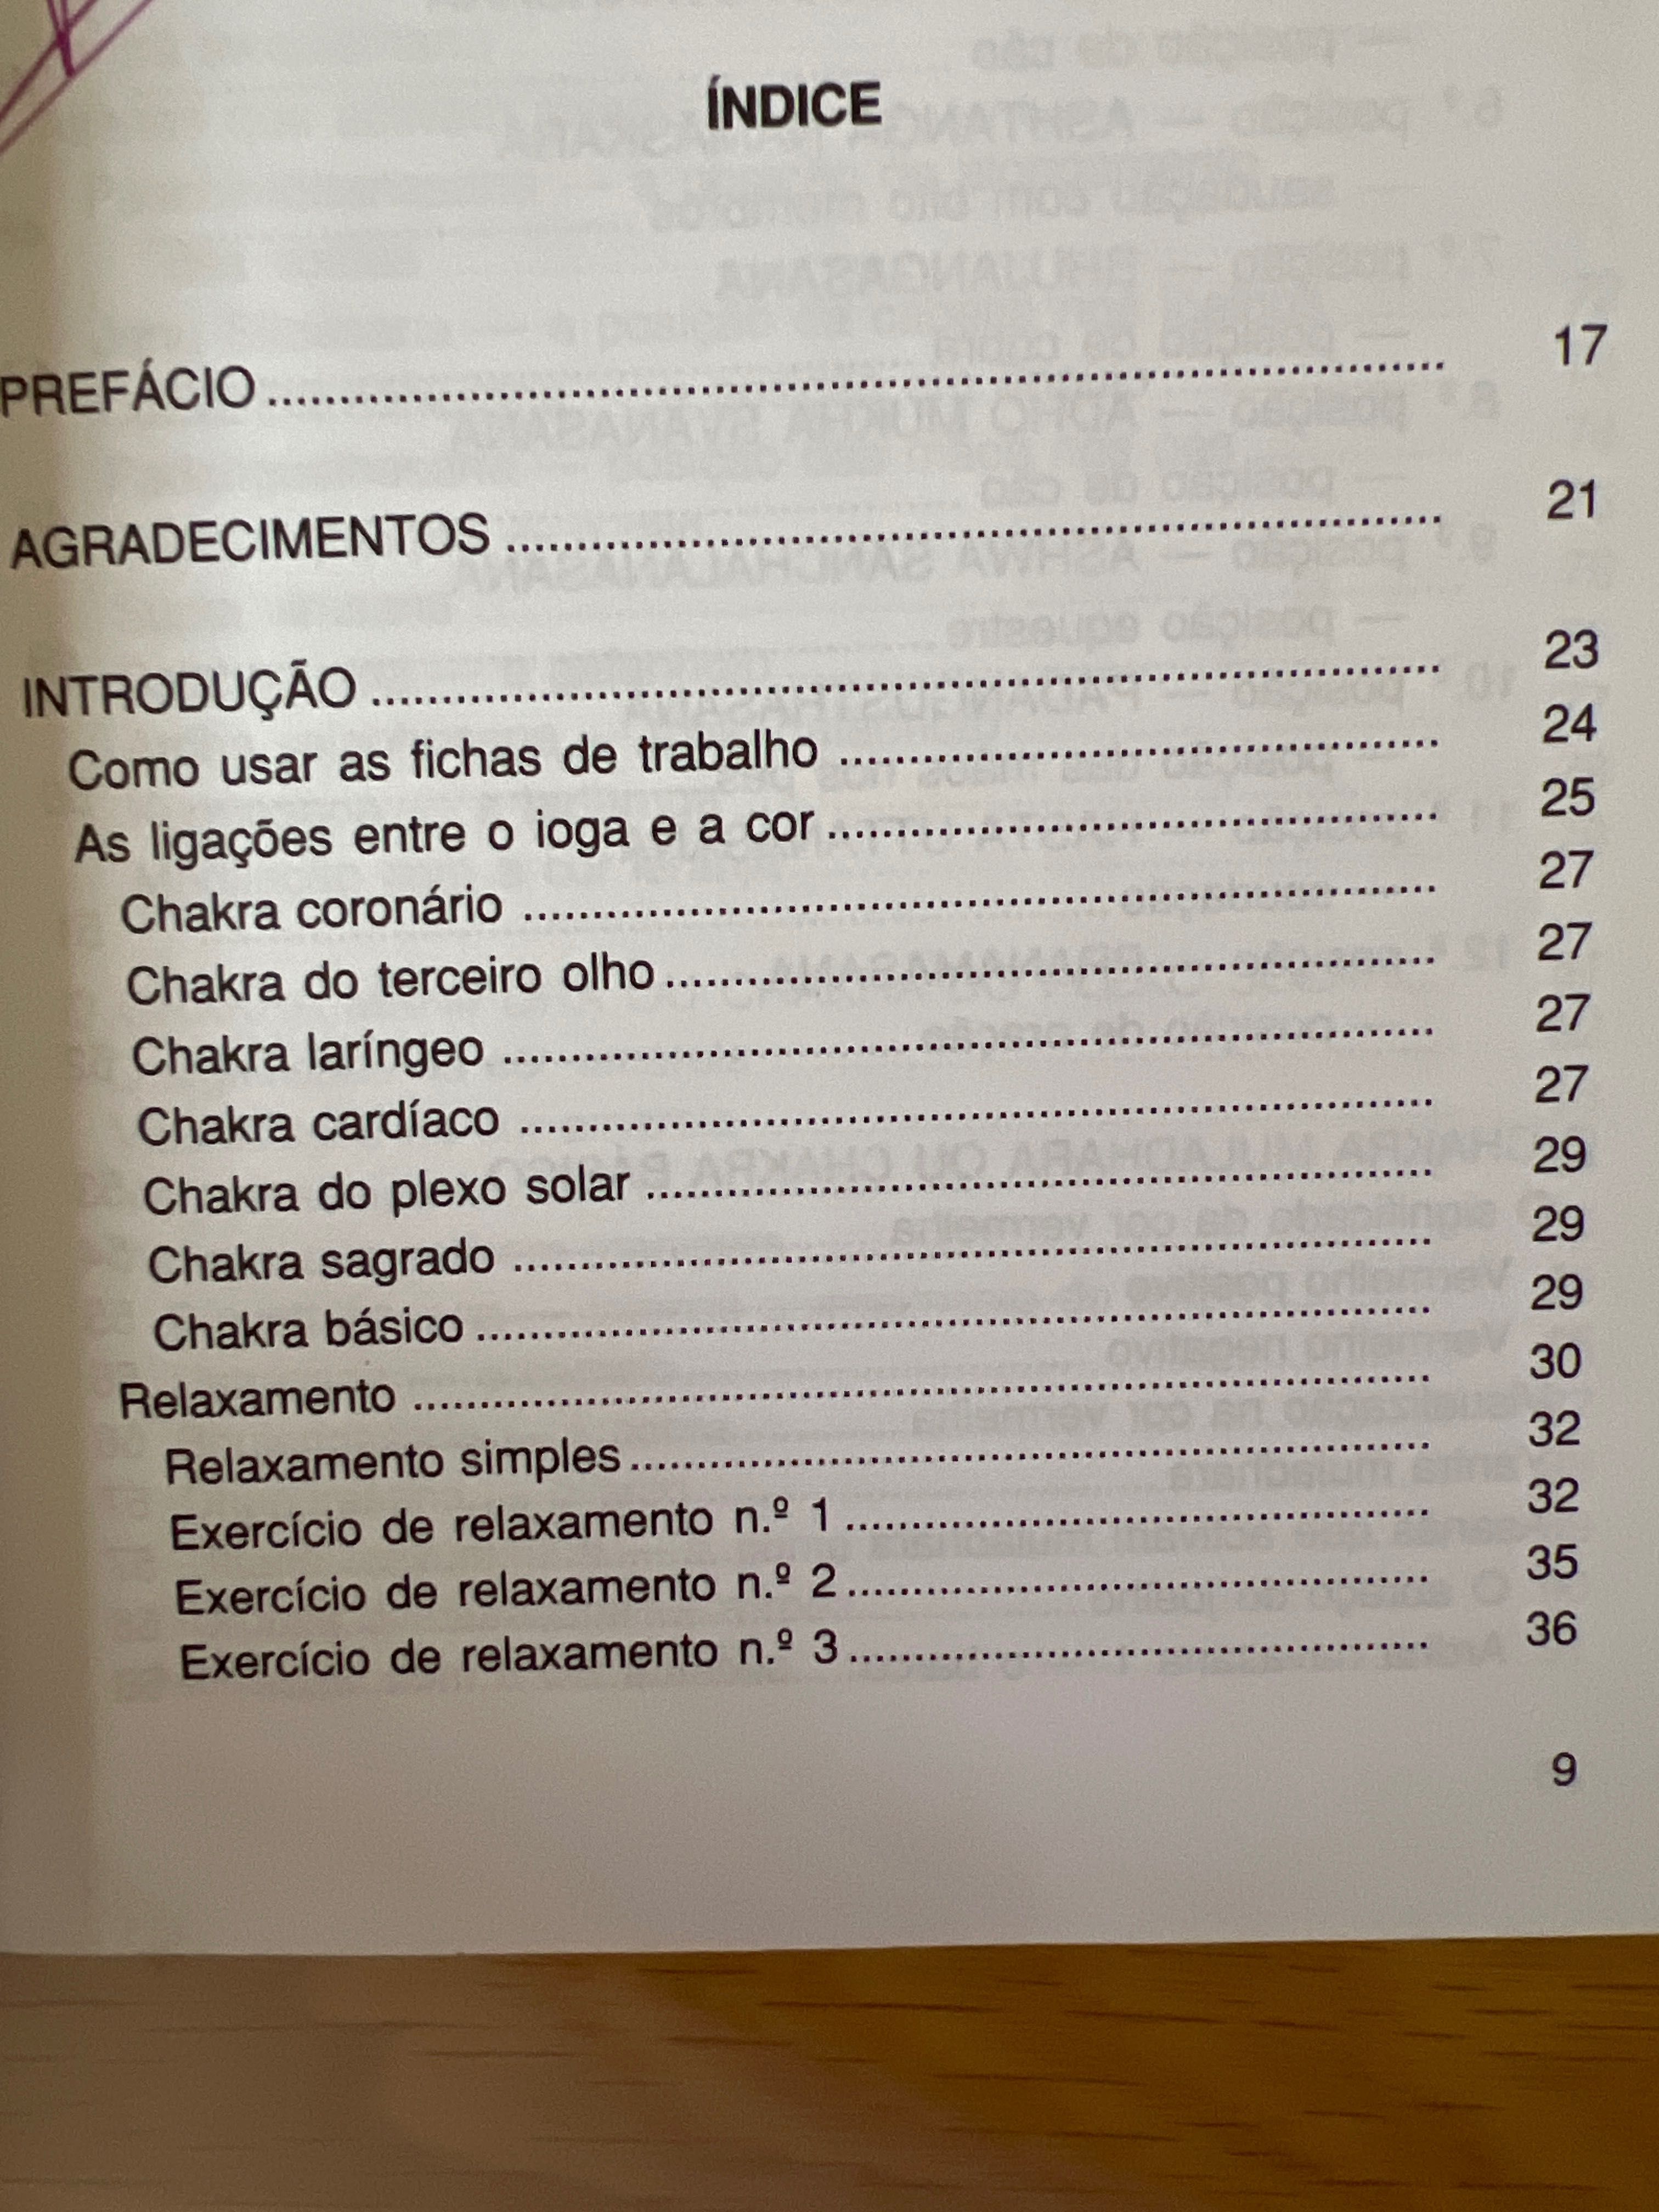 ÍNDICE
PREFÁCIO ........................................ 17
AGRADECIMENTOS ........................................ 21
INTRODUÇÃO ........................................ 23
Como usar as fichas de trabalho ........................................ 24
As ligações entre o ioga e a cor ........................................ 25
Chakra coronário ........................................ 27
Chakra do terceiro olho ........................................ 27
Chakra laríngeo ........................................ 27
Chakra cardíaco ........................................ 27
Chakra do plexo solar ........................................ 29
Chakra sagrado ........................................ 29
Chakra básico ........................................ 29
Relaxamento ........................................ 30
Relaxamento simples ........................................ 32
Exercício de relaxamento n.º 1 ........................................ 32
Exercício de relaxamento n.º 2 ........................................ 35
Exercício de relaxamento n.º 3 ........................................ 36
9